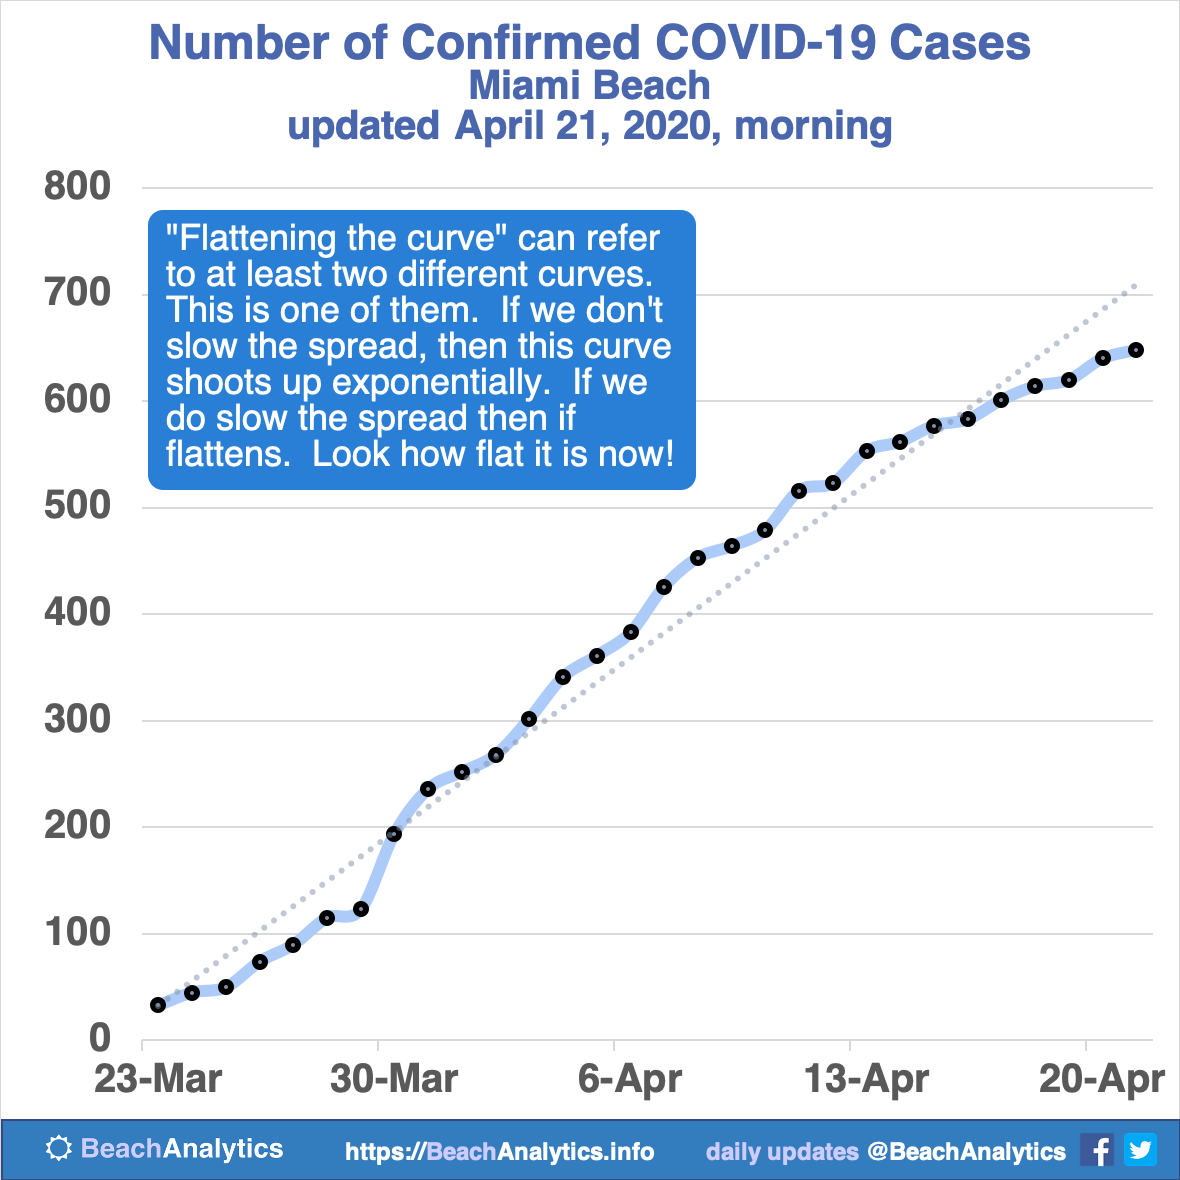 Number of Confirmed COVID-19 Cases
Miami Beach
updated April 21, 2020, morning
800
700
600
500
400
300
200
100
0
"Flattening the curve" can refer
to at least two different curves.
This is one of them.  If we don't
slow the spread, then this curve
shoots up exponentially.  If we
do slow the spread then if
flattens.  Look how flat it is now!
23-Mar 30-Mar 6-Apr 13-Apr 20-Apr
BeachAnalytics https://BeachAnalytics.info daily updates @BeachAnalytics f